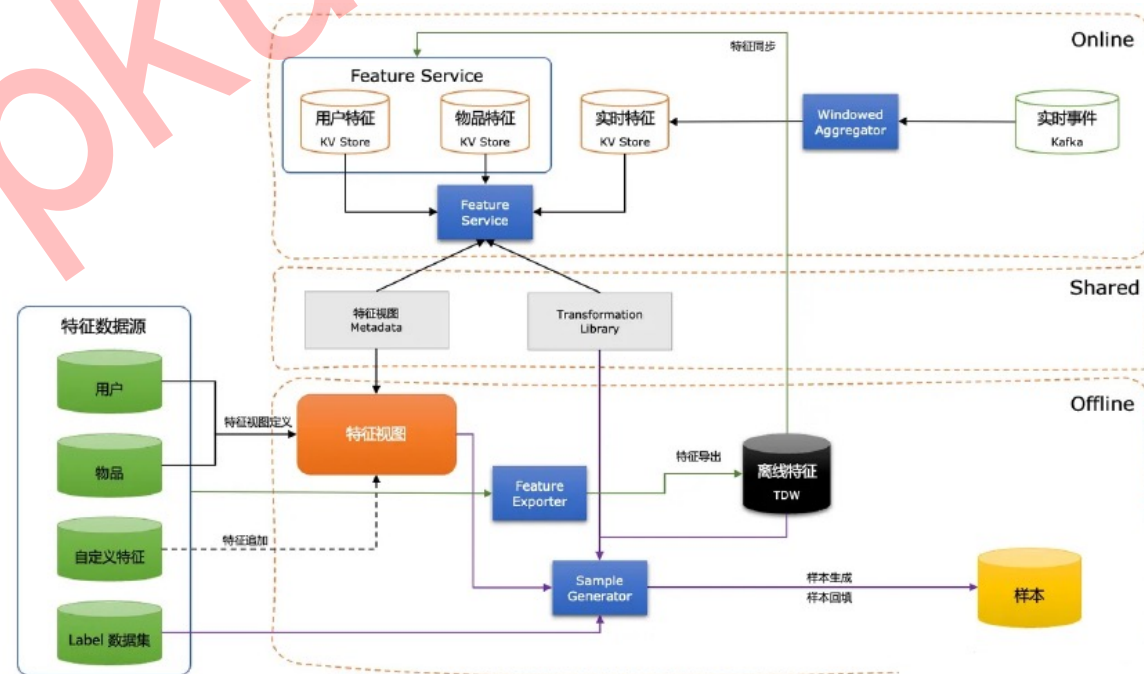 pku
Online
特征同步
Feature Service
用户特征
KV Store
物品特征
KV Store
实时特征
KV Store
Windowed
Aggregator
实时事件
Kafka
Feature
Service
Shared
特征视图
Metadata
Transformation
Library
特征数据源
用户
物品
自定义特征
Label 数据集
Offline
特征视图定义
特征视图
特征追加
Feature
Exporter
特征导出
离线特征
TDW
Sample
Generator
样本生成
样本回填
样本